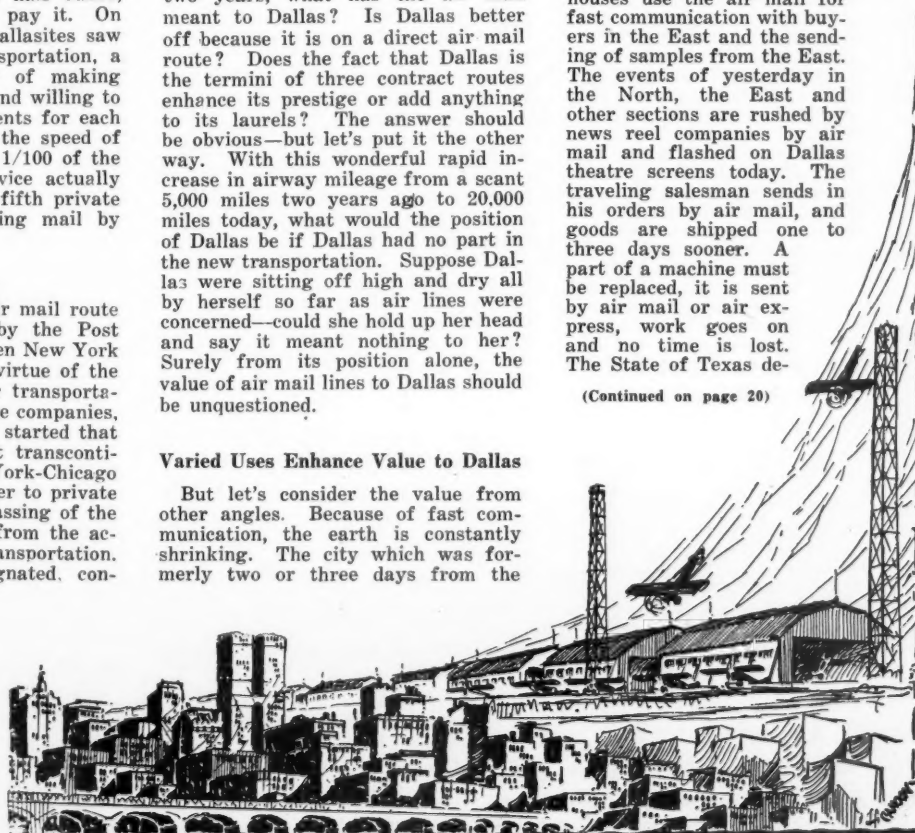 pay it. On
allasites saw
sportation, a
of making
nd willing to
ents for each
the speed of
1/100 of the
vice actually
fifth private
ing mail by
r mail route
by the Post
en New York
virtue of the
transporta-
e companies,
started that
t transconti-
York-Chicago
er to private
assing of the
from the ac-
ansportation.
gnated, con-
meant to Dallas? Is Dallas better
off because it is on a direct air mail
route? Does the fact that Dallas is
the termini of three contract routes
enhance its prestige or add anything
to its laurels? The answer should
be obvious—but let's put it the other
way. With this wonderful rapid in-
crease in airway mileage from a scant
5,000 miles two years ago to 20,000
miles today, what would the position
of Dallas be if Dallas had no part in
the new transportation. Suppose Dal-
las were sitting off high and dry all
by herself so far as air lines were
concerned—could she hold up her head
and say it meant nothing to her?
Surely from its position alone, the
value of air mail lines to Dallas should
be unquestioned.
Varied Uses Enhance Value to Dallas
But let's consider the value from
other angles. Because of fast com-
munication, the earth is constantly
shrinking. The city which was for-
merly two or three days from the
houses use the air mail for
fast communication with buy-
ers in the East and the send-
ing of samples from the East.
The events of yesterday in
the North, the East and
other sections are rushed by
news reel companies by air
mail and flashed on Dallas
theatre screens today. The
traveling salesman sends in
his orders by air mail, and
goods are shipped one to
three days sooner. A
part of a machine must
be replaced, it is sent
by air mail or air ex-
press, work goes on
and no time is lost.
The State of Texas de-
(Continued on page 20)